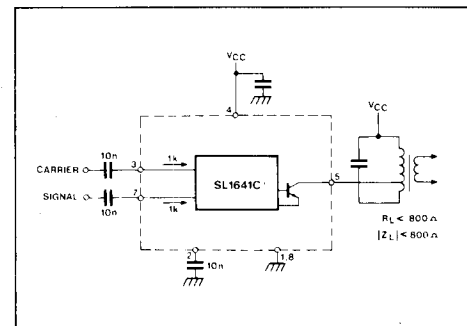 VCC
4
VCC
10n
3
1k
CARRIER
SL1641C
5
SIGNAL
7
1k
10n
RL < 800 Ω
|ZL| < 800 Ω
2
10n
1,8